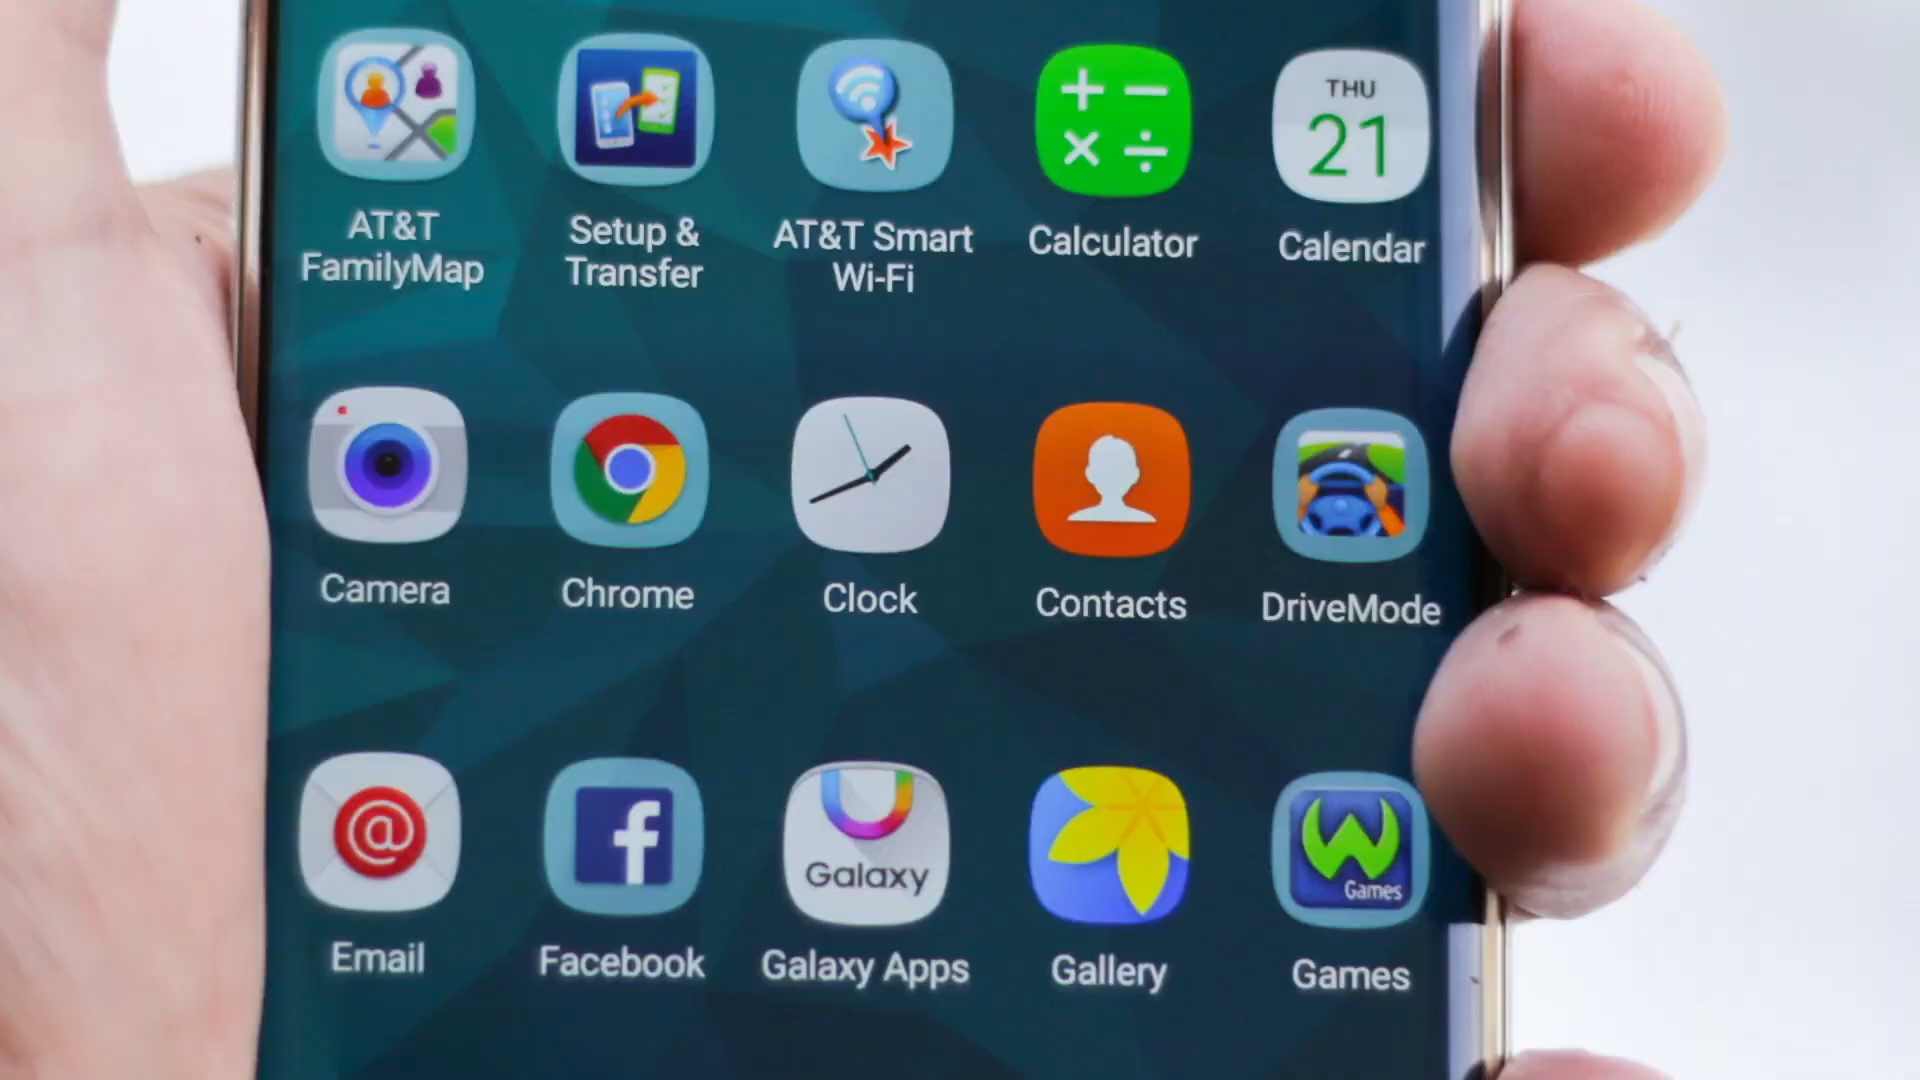 THU
21
AT&T
FamilyMap
Setup &
Transfer
AT&T Smart
Wi-Fi
Calculator
Calendar
Camera
Chrome
Clock
Contacts
DriveMode
@
f
Galaxy
W
Games
Email
Facebook
Galaxy Apps
Gallery
Games